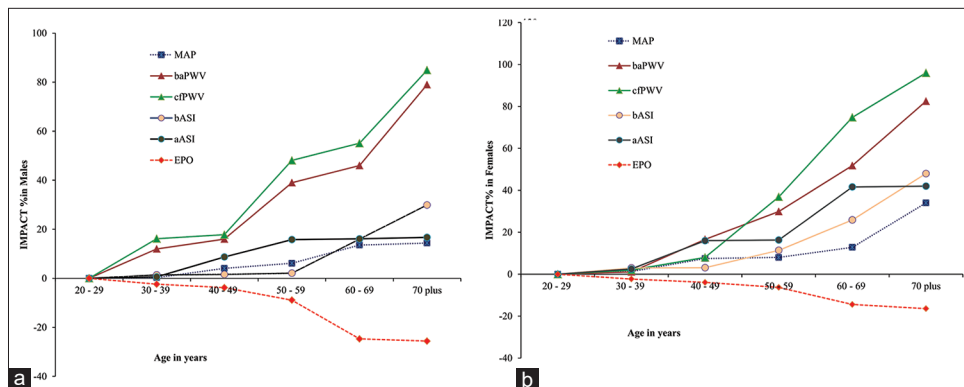 100
80
60
40
20
0
-20
-40
IMPACT %in Males
MAP
baPWV
cfPWV
bASI
aASI
EPO
20 - 29
30 - 39
40 - 49
50 - 59
60 - 69
70 plus
Age in years
a
120
100
80
60
40
20
0
-20
-40
IMPACT% in Females
MAP
baPWV
cfPWV
bASI
aASI
EPO
20 - 29
30 - 39
40 - 49
50 - 59
60 - 69
70 plus
Age in years
b